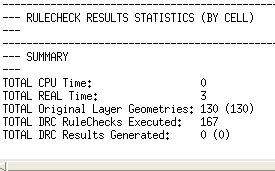 --------------------------------------------------
--- RULECHECK RESULTS STATISTICS (BY CELL)
---
--------------------------------------------------
--- SUMMARY
---
TOTAL CPU Time: 0
TOTAL REAL Time: 3
TOTAL Original Layer Geometries: 130 (130)
TOTAL DRC RuleChecks Executed: 167
TOTAL DRC Results Generated: 0 (0)